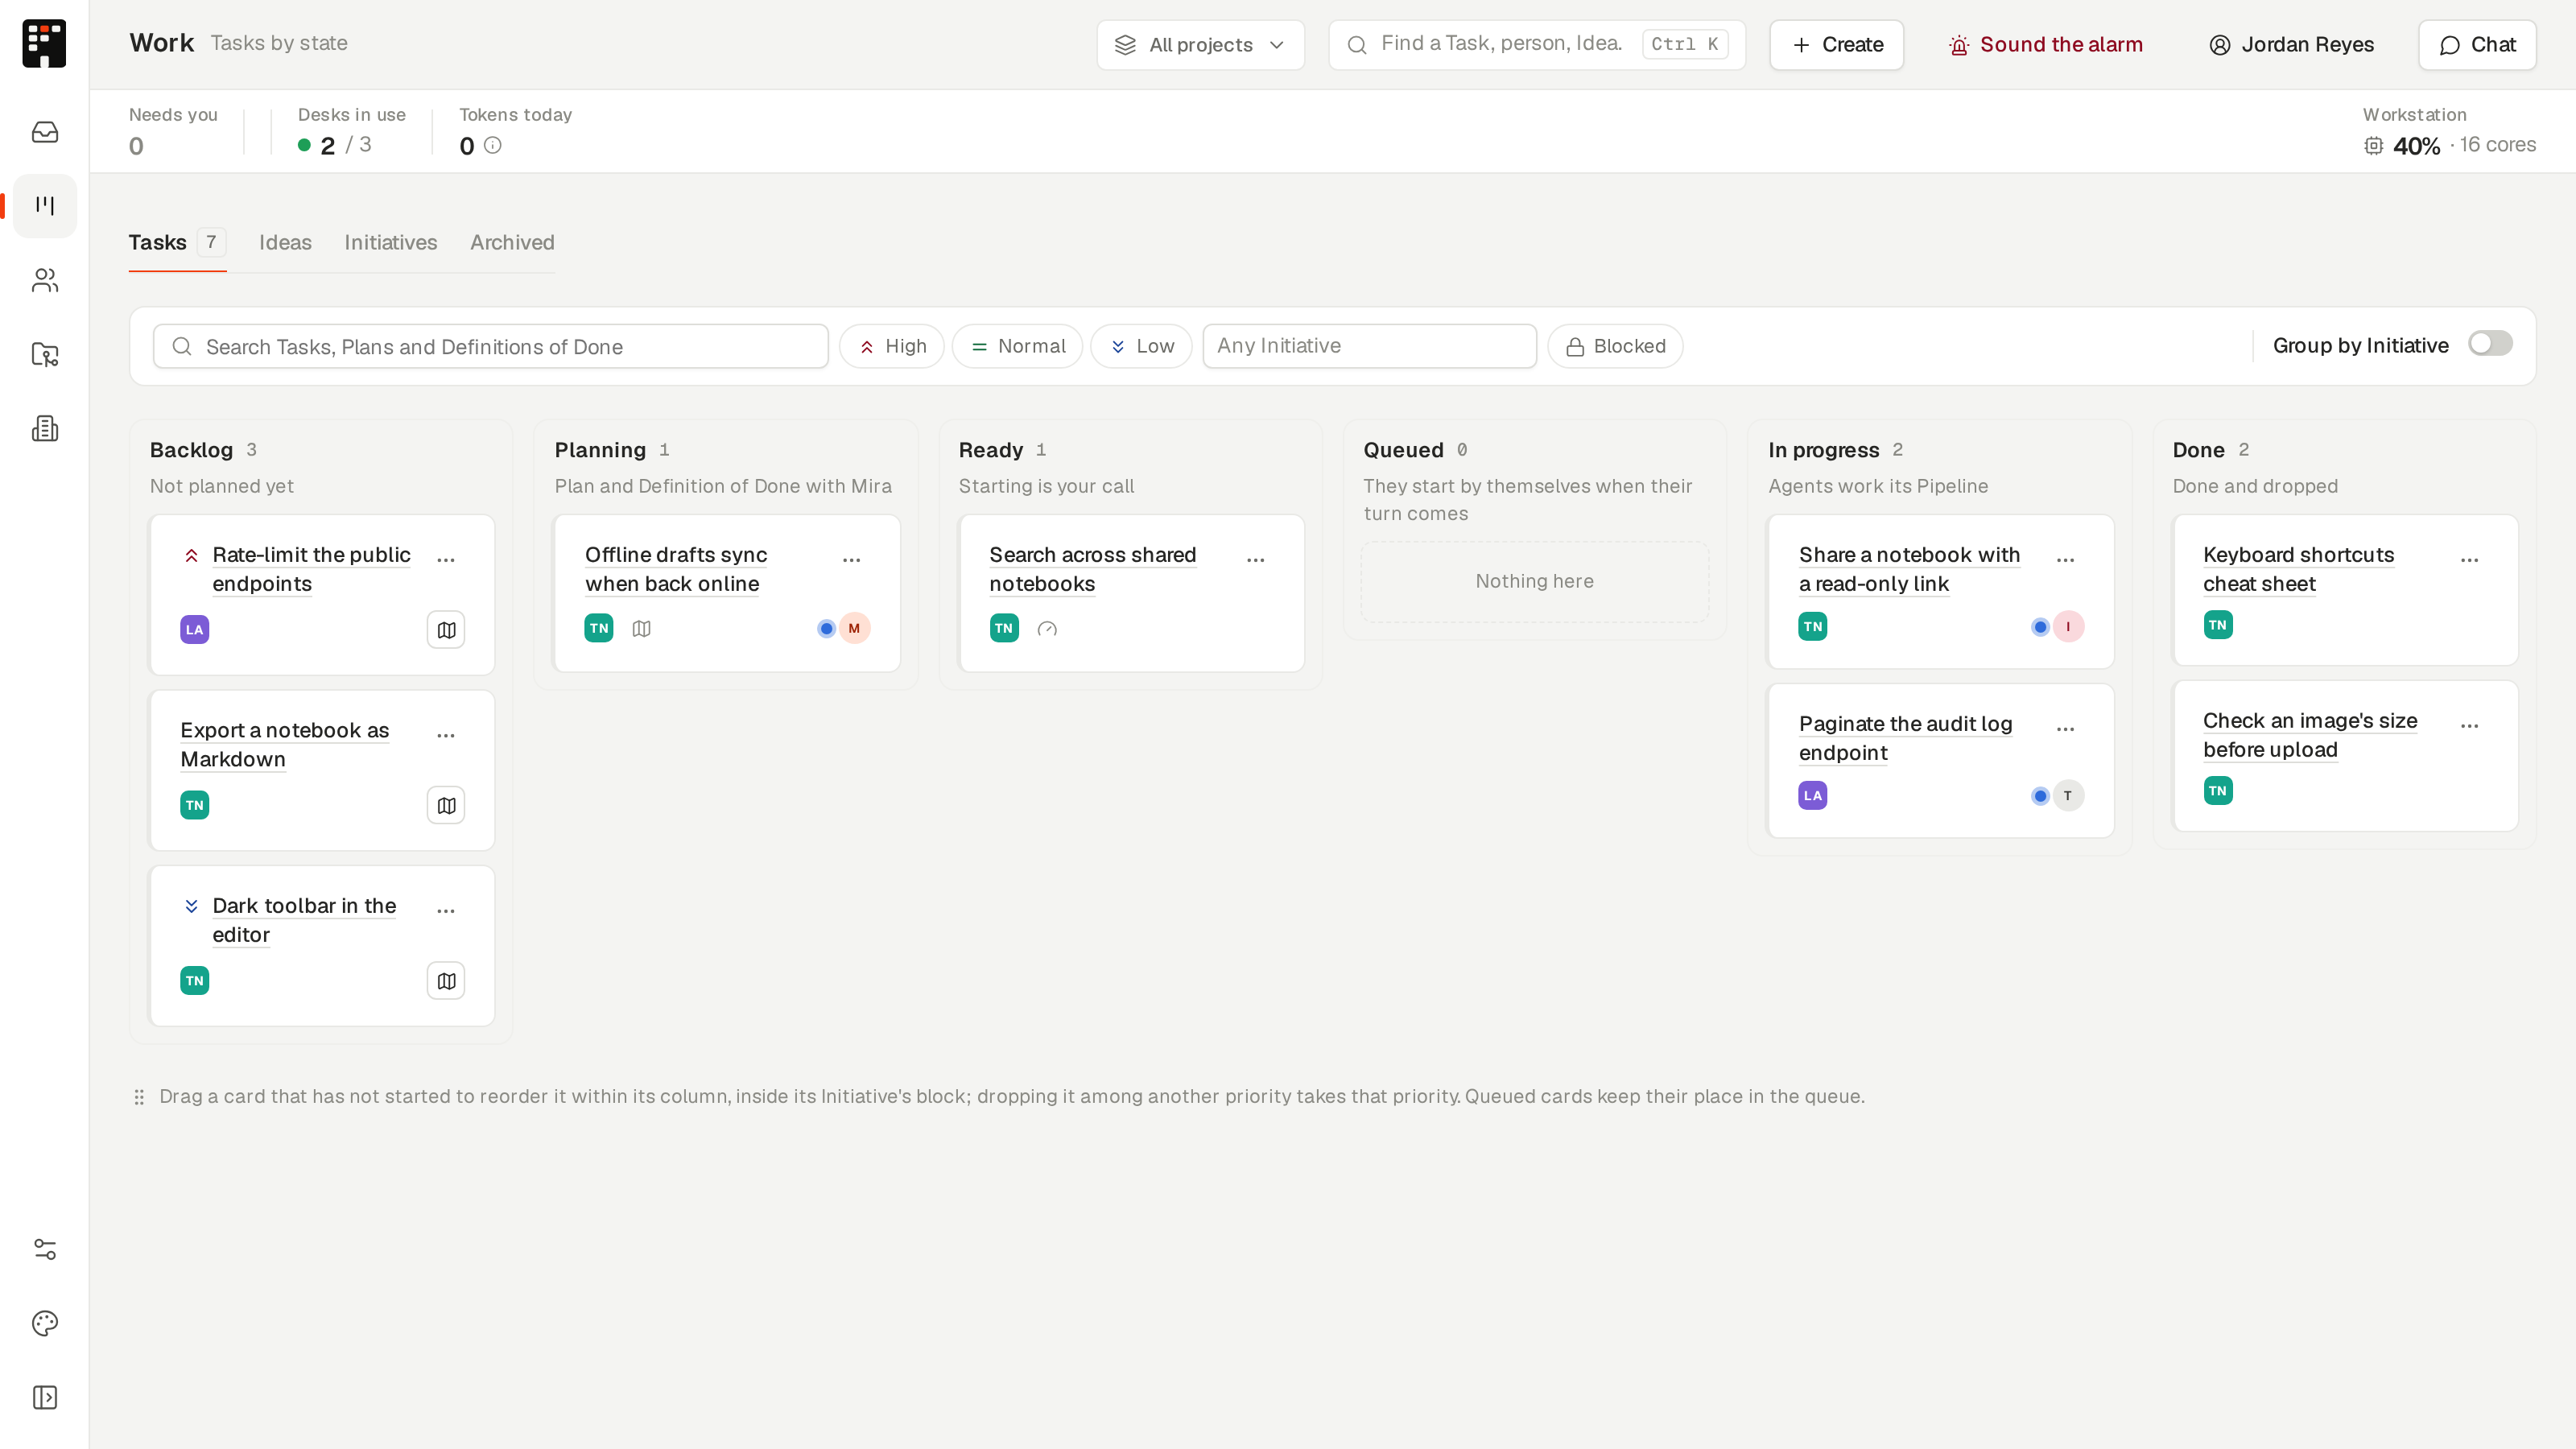 Work Tasks by state
All projects
Find a Task, person, Idea. Ctrl K
Create
Sound the alarm
Jordan Reyes
Chat
Needs you
0
Desks in use
2 / 3
Tokens today
0
Workstation
40% · 16 cores
Tasks 7 Ideas Initiatives Archived
Search Tasks, Plans and Definitions of Done
High
Normal
Low
Any Initiative
Blocked
Group by Initiative
Backlog 3
Not planned yet
Rate-limit the public
endpoints
LA
Export a notebook as
Markdown
TN
Dark toolbar in the
editor
TN
Planning 1
Plan and Definition of Done with Mira
Offline drafts sync
when back online
TN M
Ready 1
Starting is your call
Search across shared
notebooks
TN
Queued 0
They start by themselves when their
turn comes
Nothing here
In progress 2
Agents work its Pipeline
Share a notebook with
a read-only link
TN I
Paginate the audit log
endpoint
LA T
Done 2
Done and dropped
Keyboard shortcuts
cheat sheet
TN
Check an image's size
before upload
TN
Drag a card that has not started to reorder it within its column, inside its Initiative's block; dropping it among another priority takes that priority. Queued cards keep their place in the queue.